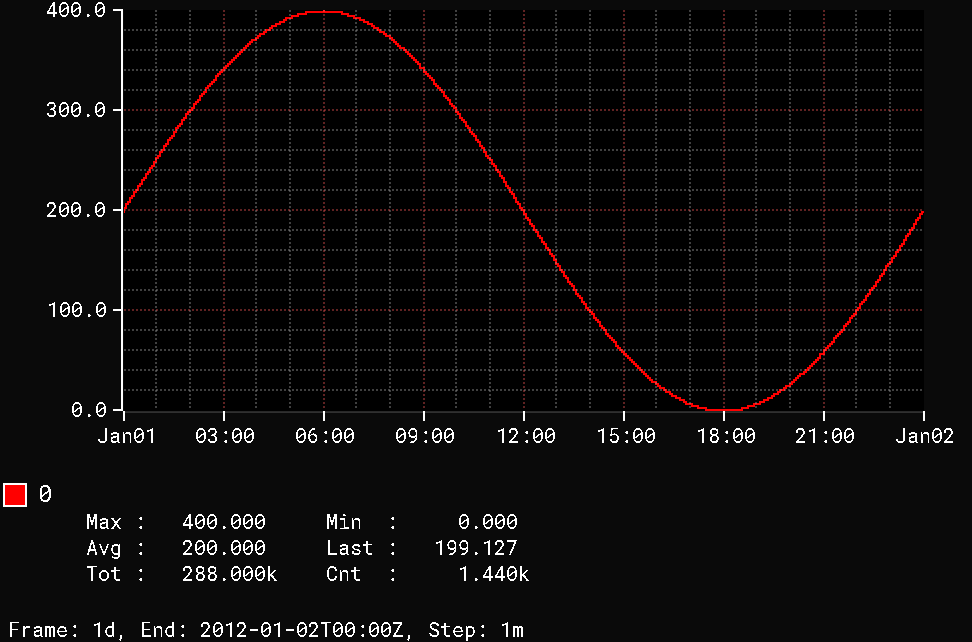 400.0
300.0
200.0
100.0
0.0
Jan01 03:00 06:00 09:00 12:00 15:00 18:00 21:00 Jan02
0
Max : 400.000 Min : 0.000
Avg : 200.000 Last : 199.127
Tot : 288.000k Cnt : 1.440k
Frame: 1d, End: 2012-01-02T00:00Z, Step: 1m